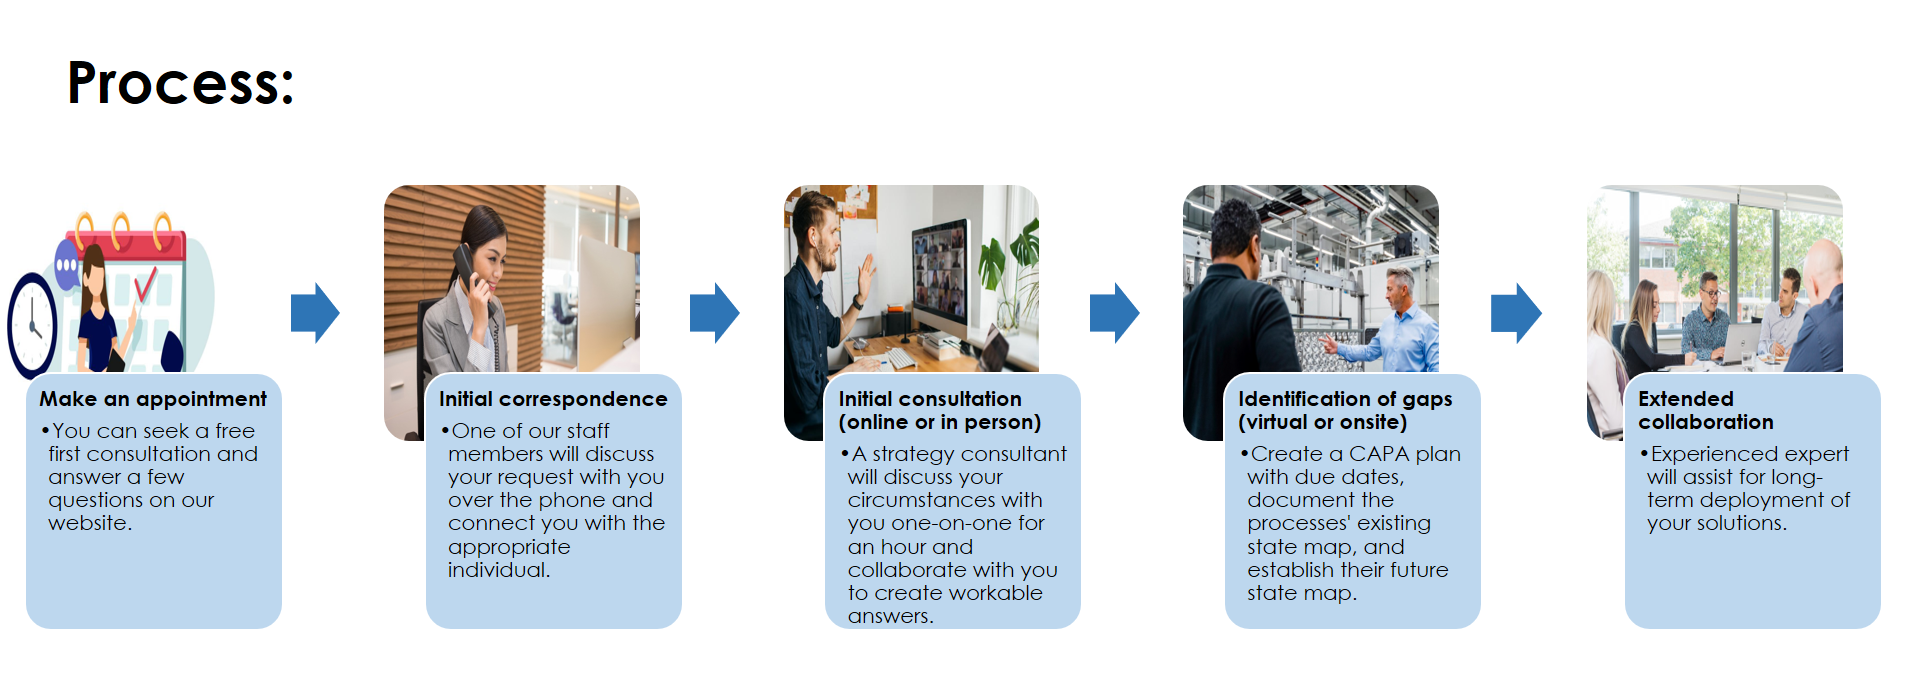 Process:
Make an appointment
•You can seek a free
first consultation and
answer a few
questions on our
website.
Initial correspondence
•One of our staff
members will discuss
your request with you
over the phone and
connect you with the
appropriate
individual.
Initial consultation
(online or in person)
•A strategy consultant
will discuss your
circumstances with
you one-on-one for
an hour and
collaborate with you
to create workable
answers.
Identification of gaps
(virtual or onsite)
•Create a CAPA plan
with due dates,
document the
processes' existing
state map, and
establish their future
state map.
Extended
collaboration
•Experienced expert
will assist for long-
term deployment of
your solutions.